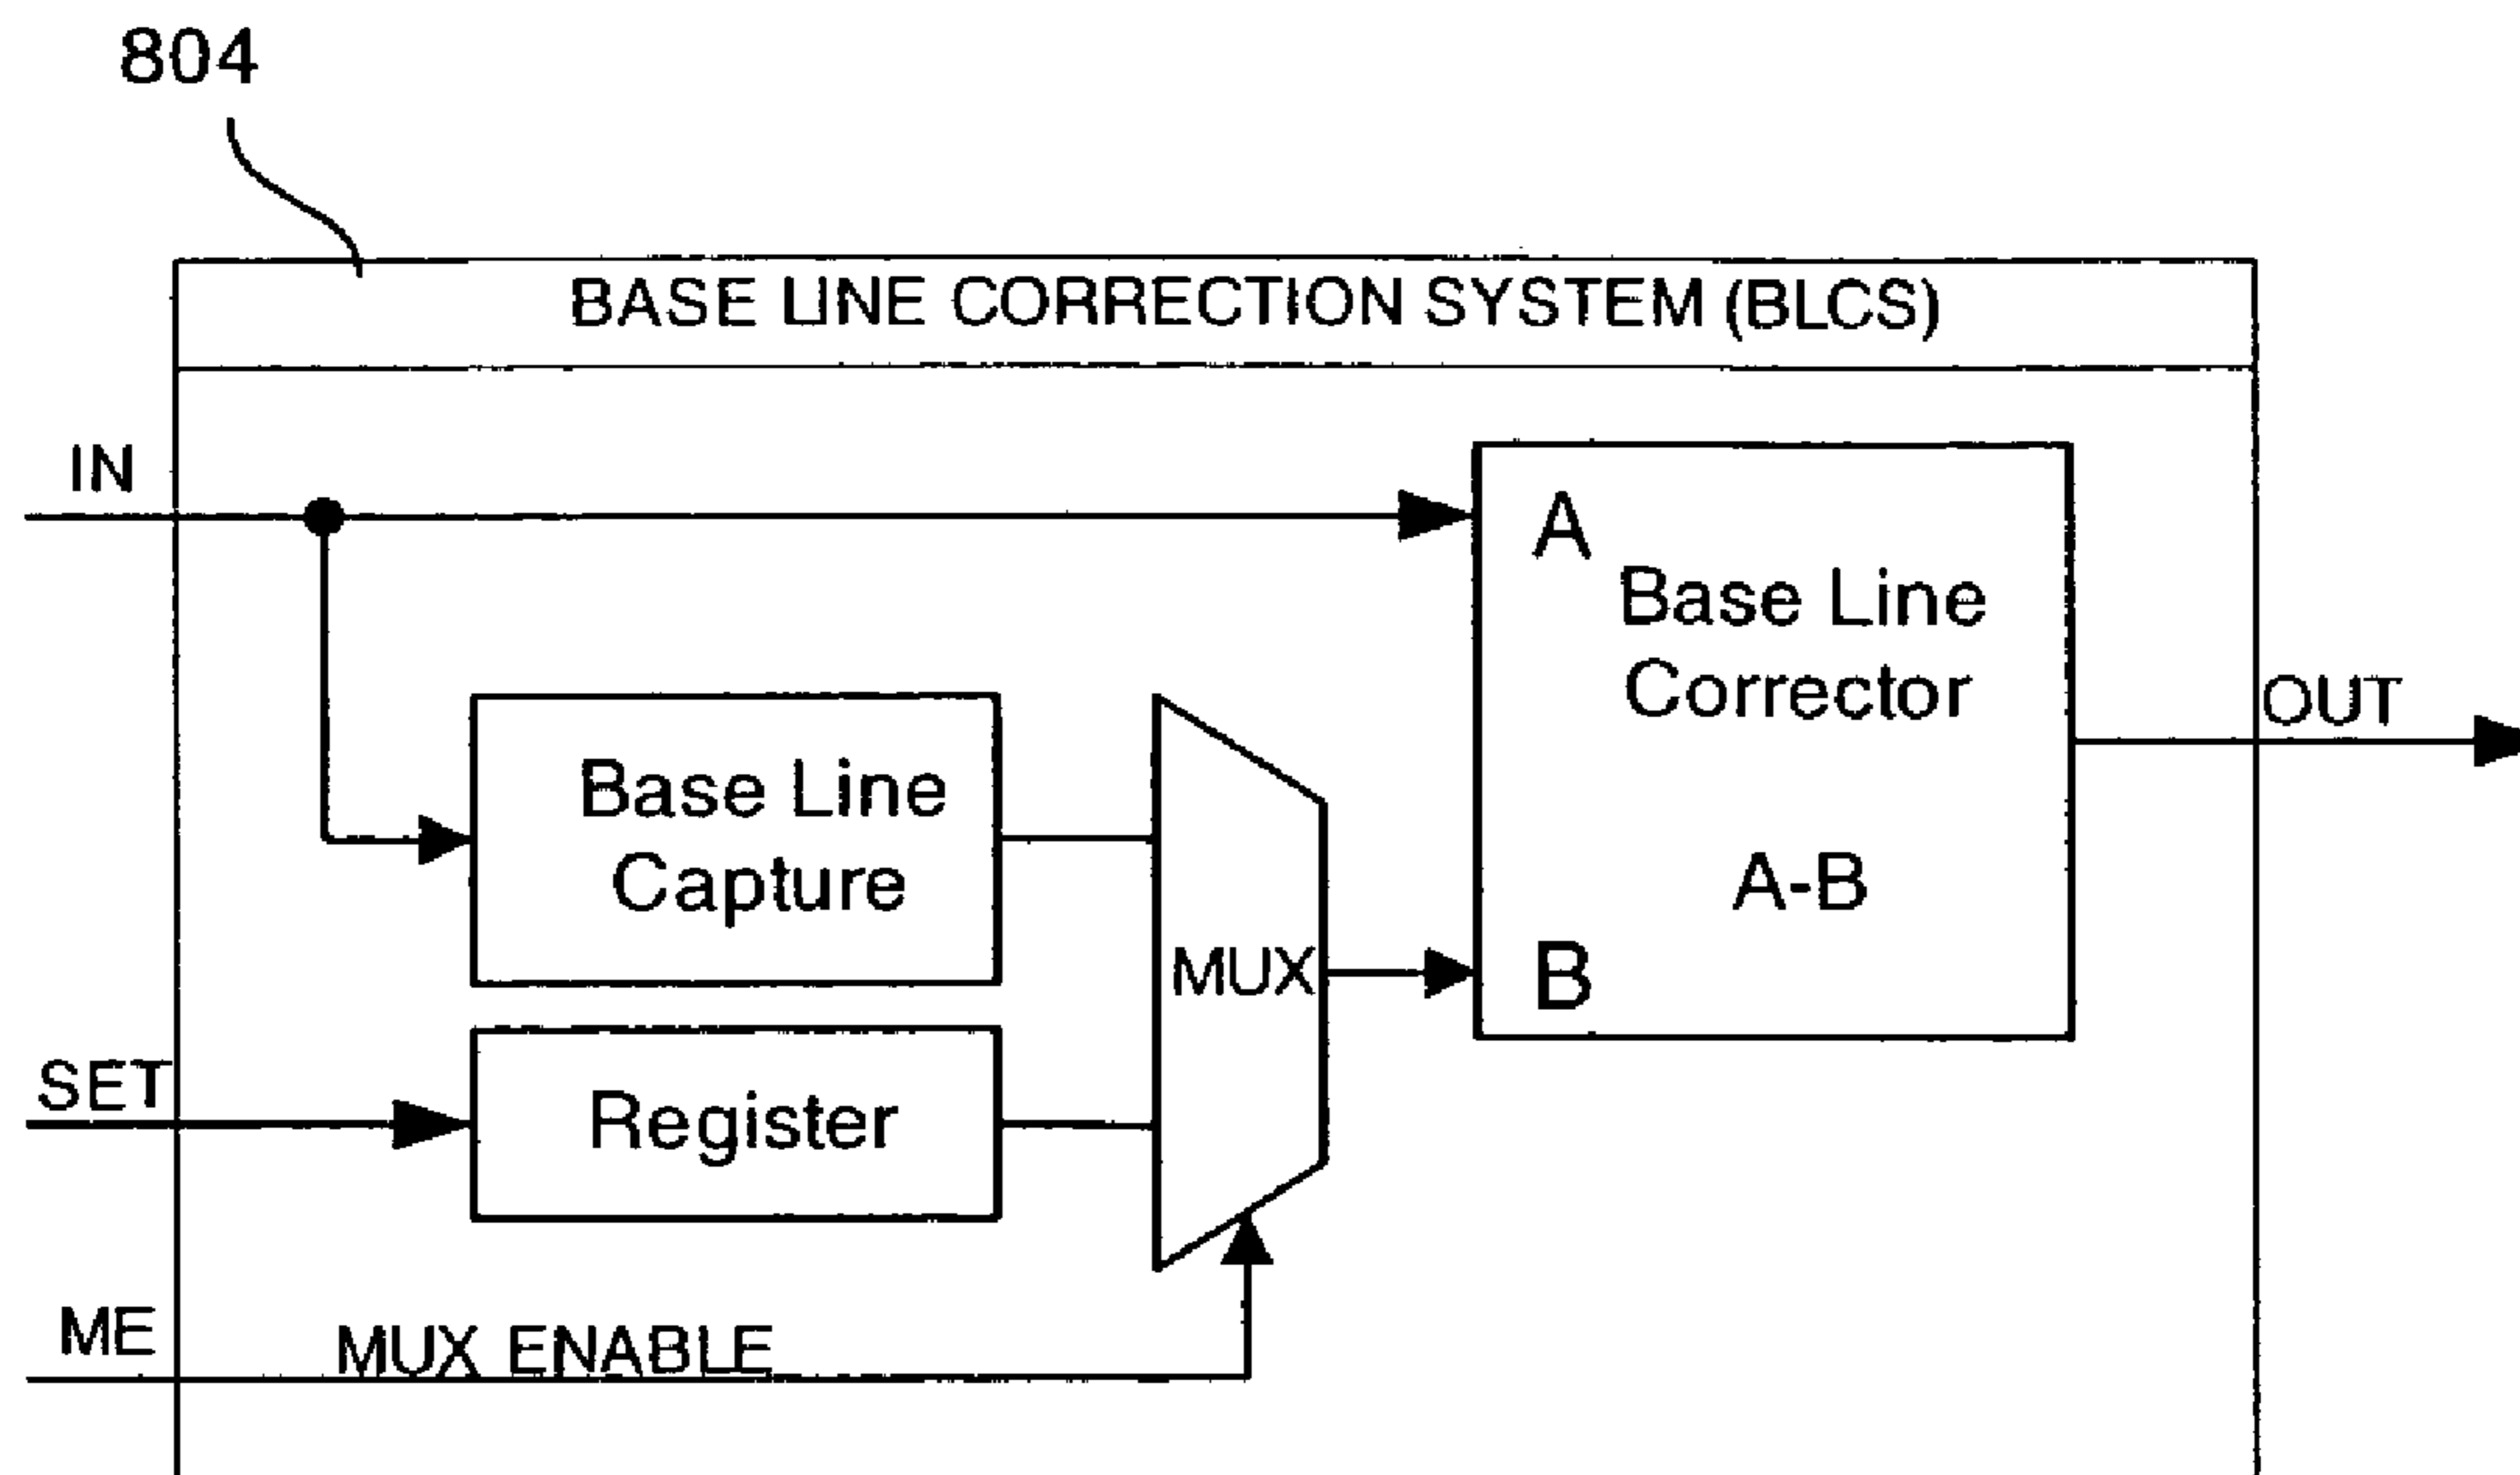 804
BASE LINE CORRECTION SYSTEM (BLCS)
IN
A
Base Line
Corrector
A-B
B
OUT
Base Line
Capture
MUX
SET
Register
ME
MUX ENABLE